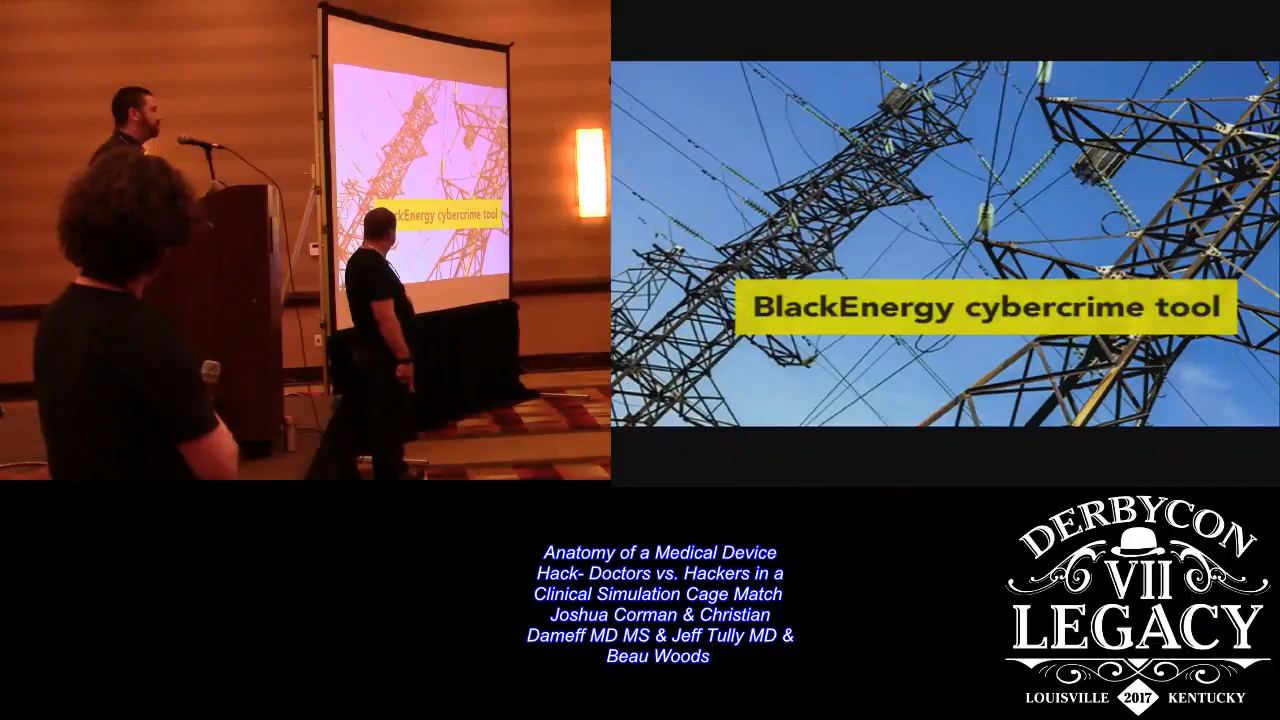 ckEnergy cybercrime tool
BlackEnergy cybercrime tool
Anatomy of a Medical Device
Hack- Doctors vs. Hackers in a
Clinical Simulation Cage Match
Joshua Corman & Christian
Dameff MD MS & Jeff Tully MD &
Beau Woods
DERBYCON
VII
LEGACY
LOUISVILLE 2017 KENTUCKY